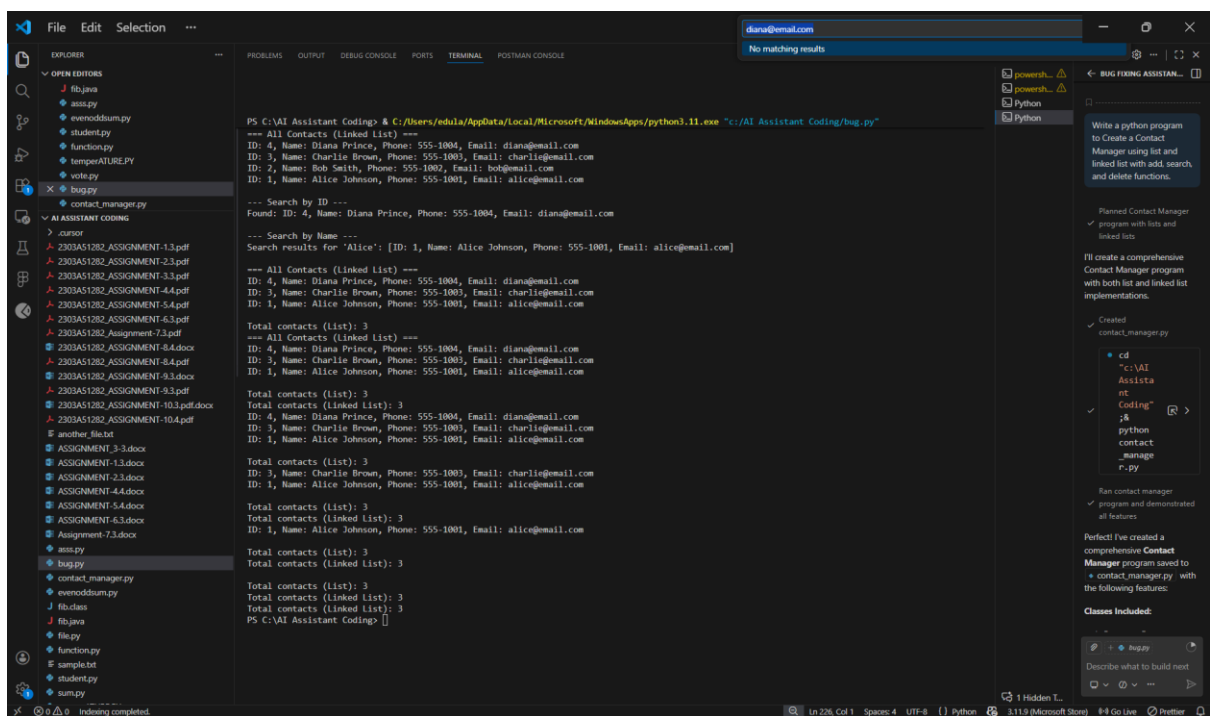 File Edit Selection ···
diana@email.com
No matching results
EXPLORER ···
OPEN EDITORS
J fib.java
asss.py
evenoddsum.py
student.py
function.py
temperATURE.PY
vote.py
bug.py
contact_manager.py
AI ASSISTANT CODING
> .cursor
2303A51282_ASSIGNMENT-1.3.pdf
2303A51282_ASSIGNMENT-2.3.pdf
2303A51282_ASSIGNMENT-3.3.pdf
2303A51282_ASSIGNMENT-4.4.pdf
2303A51282_ASSIGNMENT-5.4.pdf
2303A51282_ASSIGNMENT-6.3.pdf
2303A51282_Assignment-7.3.pdf
2303A51282_ASSIGNMENT-8.4.docx
2303A51282_ASSIGNMENT-8.4.pdf
2303A51282_ASSIGNMENT-9.3.docx
2303A51282_ASSIGNMENT-9.3.pdf
2303A51282_ASSIGNMENT-10.3.pdf.docx
2303A51282_ASSIGNMENT-10.4.pdf
another_file.txt
ASSIGNMENT_3-3.docx
ASSIGNMENT-1.3.docx
ASSIGNMENT-2.3.docx
ASSIGNMENT-4.4.docx
ASSIGNMENT-5.4.docx
ASSIGNMENT-6.3.docx
Assignment-7.3.docx
asss.py
bug.py
contact_manager.py
evenoddsum.py
J fib.class
J fib.java
file.py
function.py
sample.txt
student.py
sum.py
PROBLEMS OUTPUT DEBUG CONSOLE PORTS TERMINAL POSTMAN CONSOLE
PS C:\AI Assistant Coding> & C:/Users/edula/AppData/Local/Microsoft/WindowsApps/python3.11.exe "c:/AI Assistant Coding/bug.py"
=== All Contacts (Linked List) ===
ID: 4, Name: Diana Prince, Phone: 555-1004, Email: diana@email.com
ID: 3, Name: Charlie Brown, Phone: 555-1003, Email: charlie@email.com
ID: 2, Name: Bob Smith, Phone: 555-1002, Email: bob@email.com
ID: 1, Name: Alice Johnson, Phone: 555-1001, Email: alice@email.com
--- Search by ID ---
Found: ID: 4, Name: Diana Prince, Phone: 555-1004, Email: diana@email.com
--- Search by Name ---
Search results for 'Alice': [ID: 1, Name: Alice Johnson, Phone: 555-1001, Email: alice@email.com]
=== All Contacts (Linked List) ===
ID: 4, Name: Diana Prince, Phone: 555-1004, Email: diana@email.com
ID: 3, Name: Charlie Brown, Phone: 555-1003, Email: charlie@email.com
ID: 1, Name: Alice Johnson, Phone: 555-1001, Email: alice@email.com
Total contacts (List): 3
=== All Contacts (Linked List) ===
ID: 4, Name: Diana Prince, Phone: 555-1004, Email: diana@email.com
ID: 3, Name: Charlie Brown, Phone: 555-1003, Email: charlie@email.com
ID: 1, Name: Alice Johnson, Phone: 555-1001, Email: alice@email.com
Total contacts (List): 3
Total contacts (Linked List): 3
ID: 4, Name: Diana Prince, Phone: 555-1004, Email: diana@email.com
ID: 3, Name: Charlie Brown, Phone: 555-1003, Email: charlie@email.com
ID: 1, Name: Alice Johnson, Phone: 555-1001, Email: alice@email.com
Total contacts (List): 3
ID: 3, Name: Charlie Brown, Phone: 555-1003, Email: charlie@email.com
ID: 1, Name: Alice Johnson, Phone: 555-1001, Email: alice@email.com
Total contacts (List): 3
Total contacts (Linked List): 3
ID: 1, Name: Alice Johnson, Phone: 555-1001, Email: alice@email.com
Total contacts (List): 3
Total contacts (Linked List): 3
Total contacts (List): 3
Total contacts (Linked List): 3
Total contacts (Linked List): 3
PS C:\AI Assistant Coding>
powersh...
powersh...
Python
Python
1 Hidden T...
BUG FIXING ASSISTAN...
Write a python program
to Create a Contact
Manager using list and
linked list with add, search,
and delete functions.
Planned Contact Manager
program with lists and
linked lists
I'll create a comprehensive
Contact Manager program
with both list and linked list
implementations.
Created
contact_manager.py
cd
"c:\AI
Assista
nt
Coding"
;&
python
contact
_manage
r.py
Ran contact manager
program and demonstrated
all features
Perfect! I've created a
comprehensive Contact
Manager program saved to
contact_manager.py with
the following features:
Classes Included:
bug.py
Describe what to build next
0 0 Indexing completed.
Ln 226, Col 1 Spaces: 4 UTF-8 {} Python 3.11.9 (Microsoft Store) Go Live Prettier